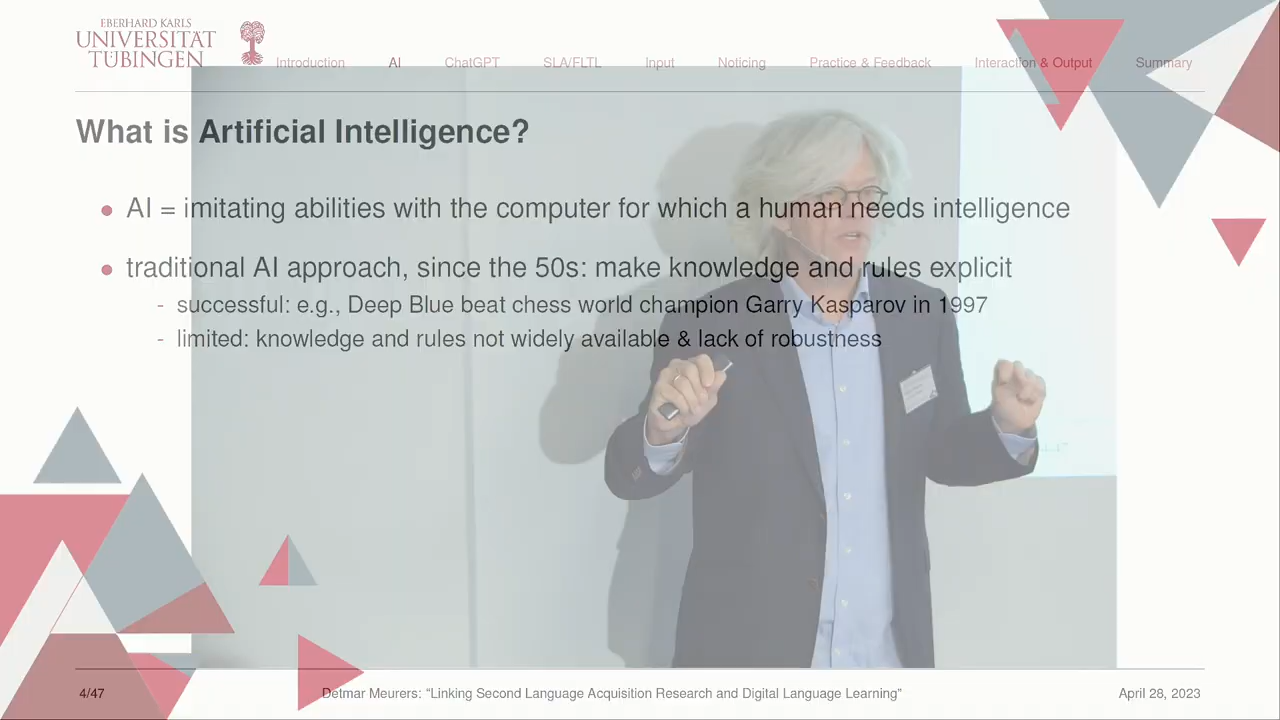 EBERHARD KARLS
UNIVERSITÄT
TÜBINGEN
Introduction AI ChatGPT SLA/FLTL Input Noticing Practice & Feedback Interaction & Output Summary
What is Artificial Intelligence?
AI = imitating abilities with the computer for which a human needs intelligence
traditional AI approach, since the 50s: make knowledge and rules explicit
- successful: e.g., Deep Blue beat chess world champion Garry Kasparov in 1997
- limited: knowledge and rules not widely available & lack of robustness
4/47 Detmar Meurers: “Linking Second Language Acquisition Research and Digital Language Learning” April 28, 2023